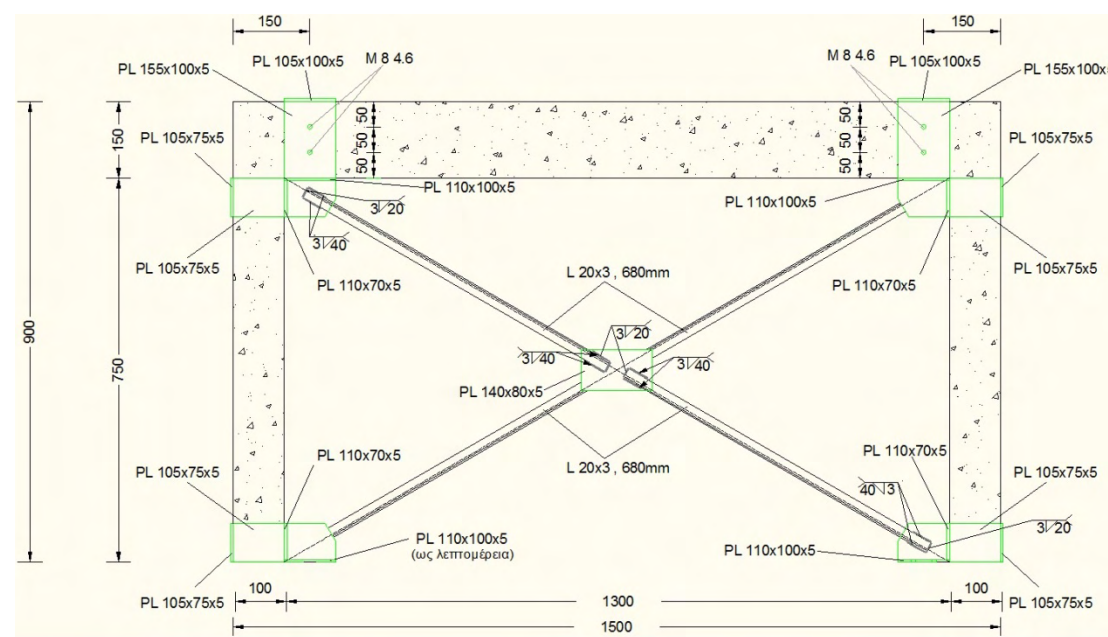 150
150
M 8 4.6
M 8 4.6
PL 155x100x5
PL 105x100x5
PL 105x100x5
PL 155x100x5
PL 105x75x5
50
50
50
50
50
50
PL 105x75x5
150
PL 110x100x5
3 20
3 40
PL 110x100x5
PL 105x75x5
PL 110x70x5
PL 110x70x5
PL 105x75x5
L 20x3 , 680mm
900
750
3 20
3 40
3 40
PL 140x80x5
L 20x3 , 680mm
PL 105x75x5
PL 110x70x5
PL 110x70x5
PL 105x75x5
40 3
3 20
PL 110x100x5
(ως λεπτομέρεια)
PL 110x100x5
PL 105x75x5
100
1300
100
PL 105x75x5
1500